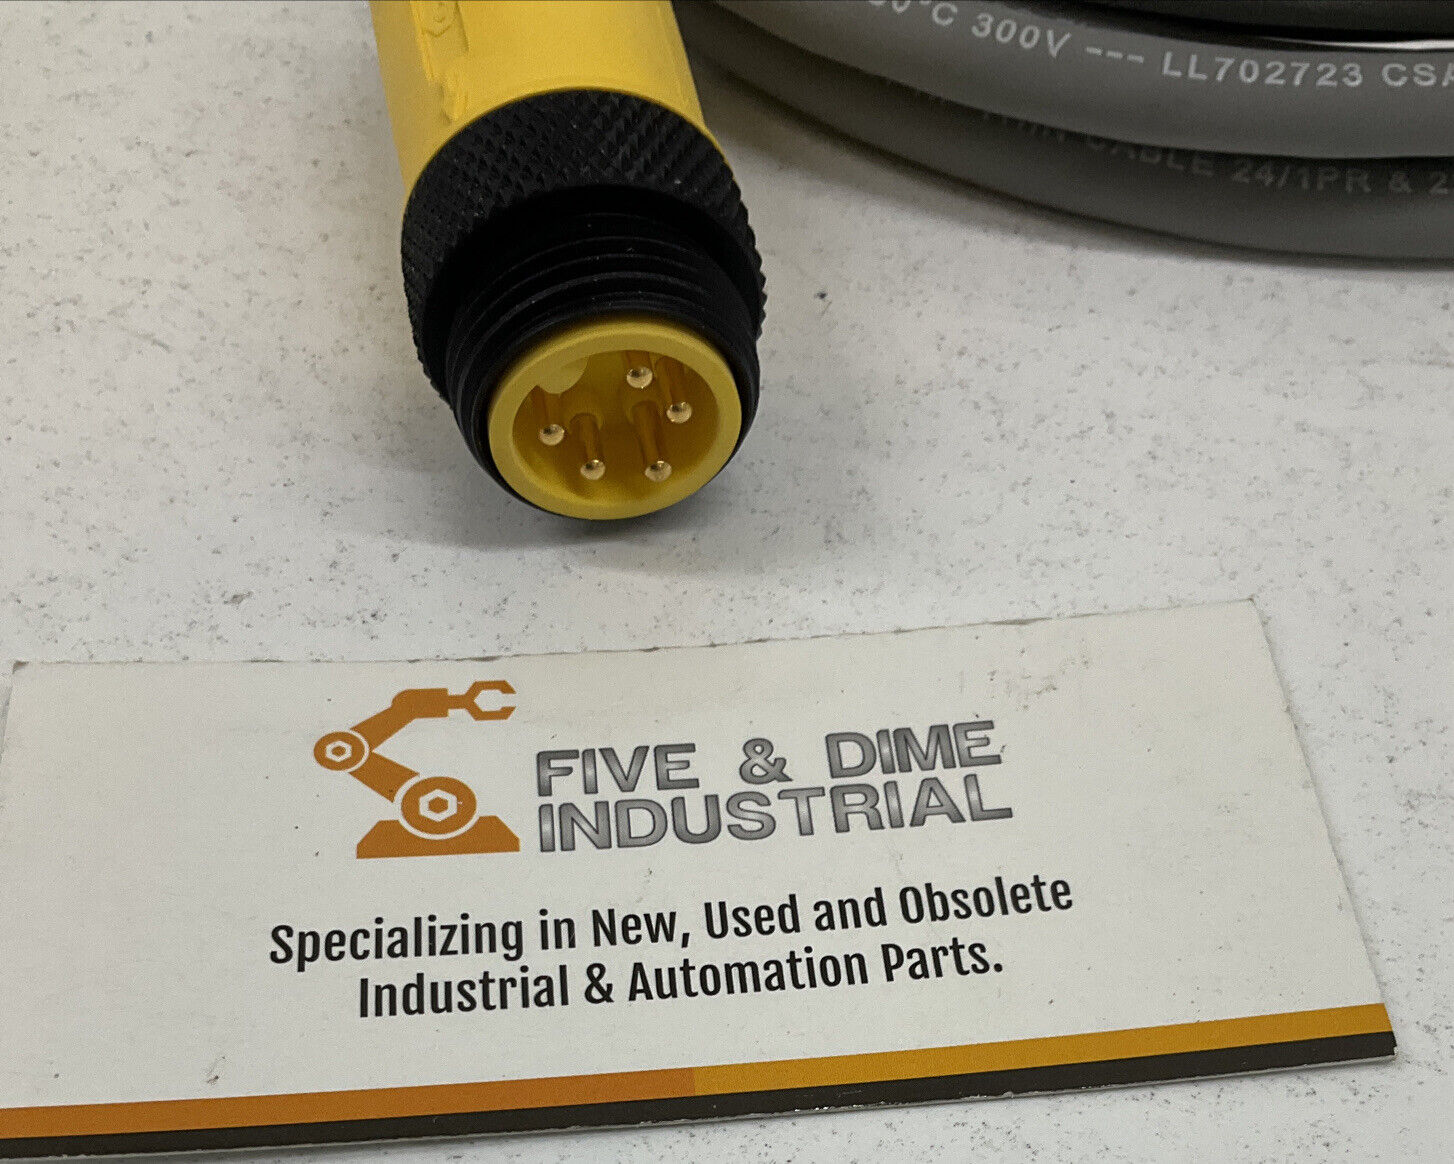 °C 300V --- LL702723 CSA
CABLE 24/1PR & 2
FIVE & DIME
INDUSTRIAL
Specializing in New, Used and Obsolete
Industrial & Automation Parts.